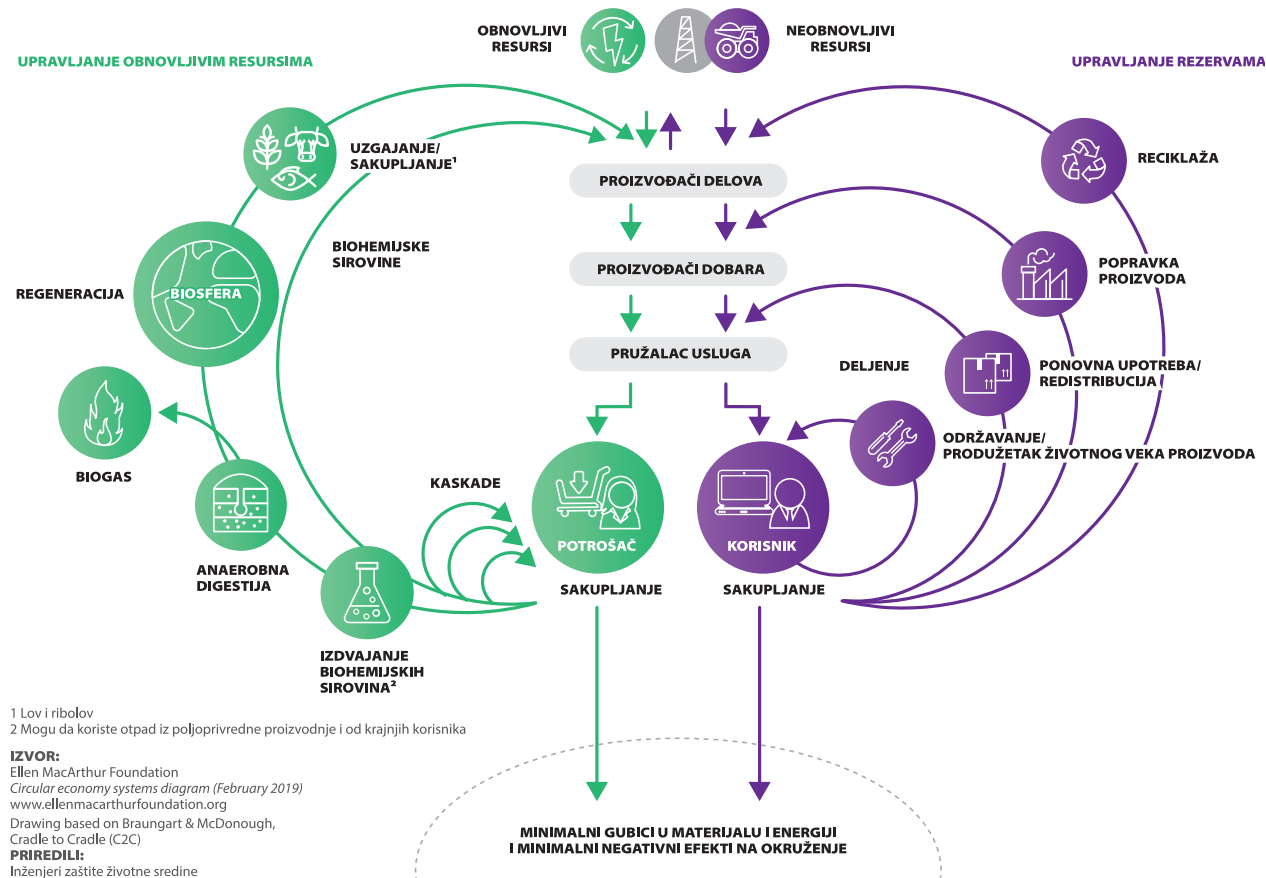 OBNOVLJIVI
RESURSI
NEOBNOVLJIVI
RESURSI
UPRAVLJANJE OBNOVLJIVIM RESURSIMA
UPRAVLJANJE REZERVAMA
UZGAJANJE/
SAKUPLJANJE¹
RECIKLAŽA
PROIZVOĐAČI DELOVA
BIOHEMIJSKE
SIROVINE
POPRAVKA
PROIZVODA
PROIZVOĐAČI DOBARA
REGENERACIJA
BIOSFERA
PRUŽALAC USLUGA
DELJENJE
PONOVNA UPOTREBA/
REDISTRIBUCIJA
ODRŽAVANJE/
PRODUŽETAK ŽIVOTNOG VEKA PROIZVODA
BIOGAS
KASKADE
POTROŠAČ
KORISNIK
ANAEROBNA
DIGESTIJA
SAKUPLJANJE
SAKUPLJANJE
IZDVAJANJE
BIOHEMIJSKIH
SIROVINA²
1 Lov i ribolov
2 Mogu da koriste otpad iz poljoprivredne proizvodnje i od krajnjih korisnika
IZVOR:
Ellen MacArthur Foundation
Circular economy systems diagram (February 2019)
www.ellenmacarthurfoundation.org
Drawing based on Braungart & McDonough,
Cradle to Cradle (C2C)
PRIREDILI:
Inženjeri zaštite životne sredine
MINIMALNI GUBICI U MATERIJALU I ENERGIJI
I MINIMALNI NEGATIVNI EFEKTI NA OKRUŽENJE